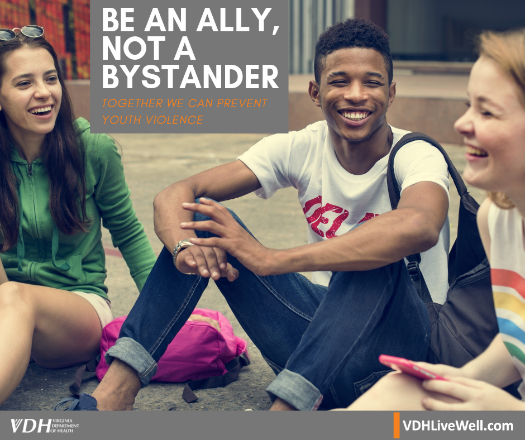 BE AN ALLY,
NOT A
BYSTANDER
TOGETHER WE CAN PREVENT
YOUTH VIOLENCE
VDH VIRGINIA
DEPARTMENT
OF HEALTH
VDHLiveWell.com